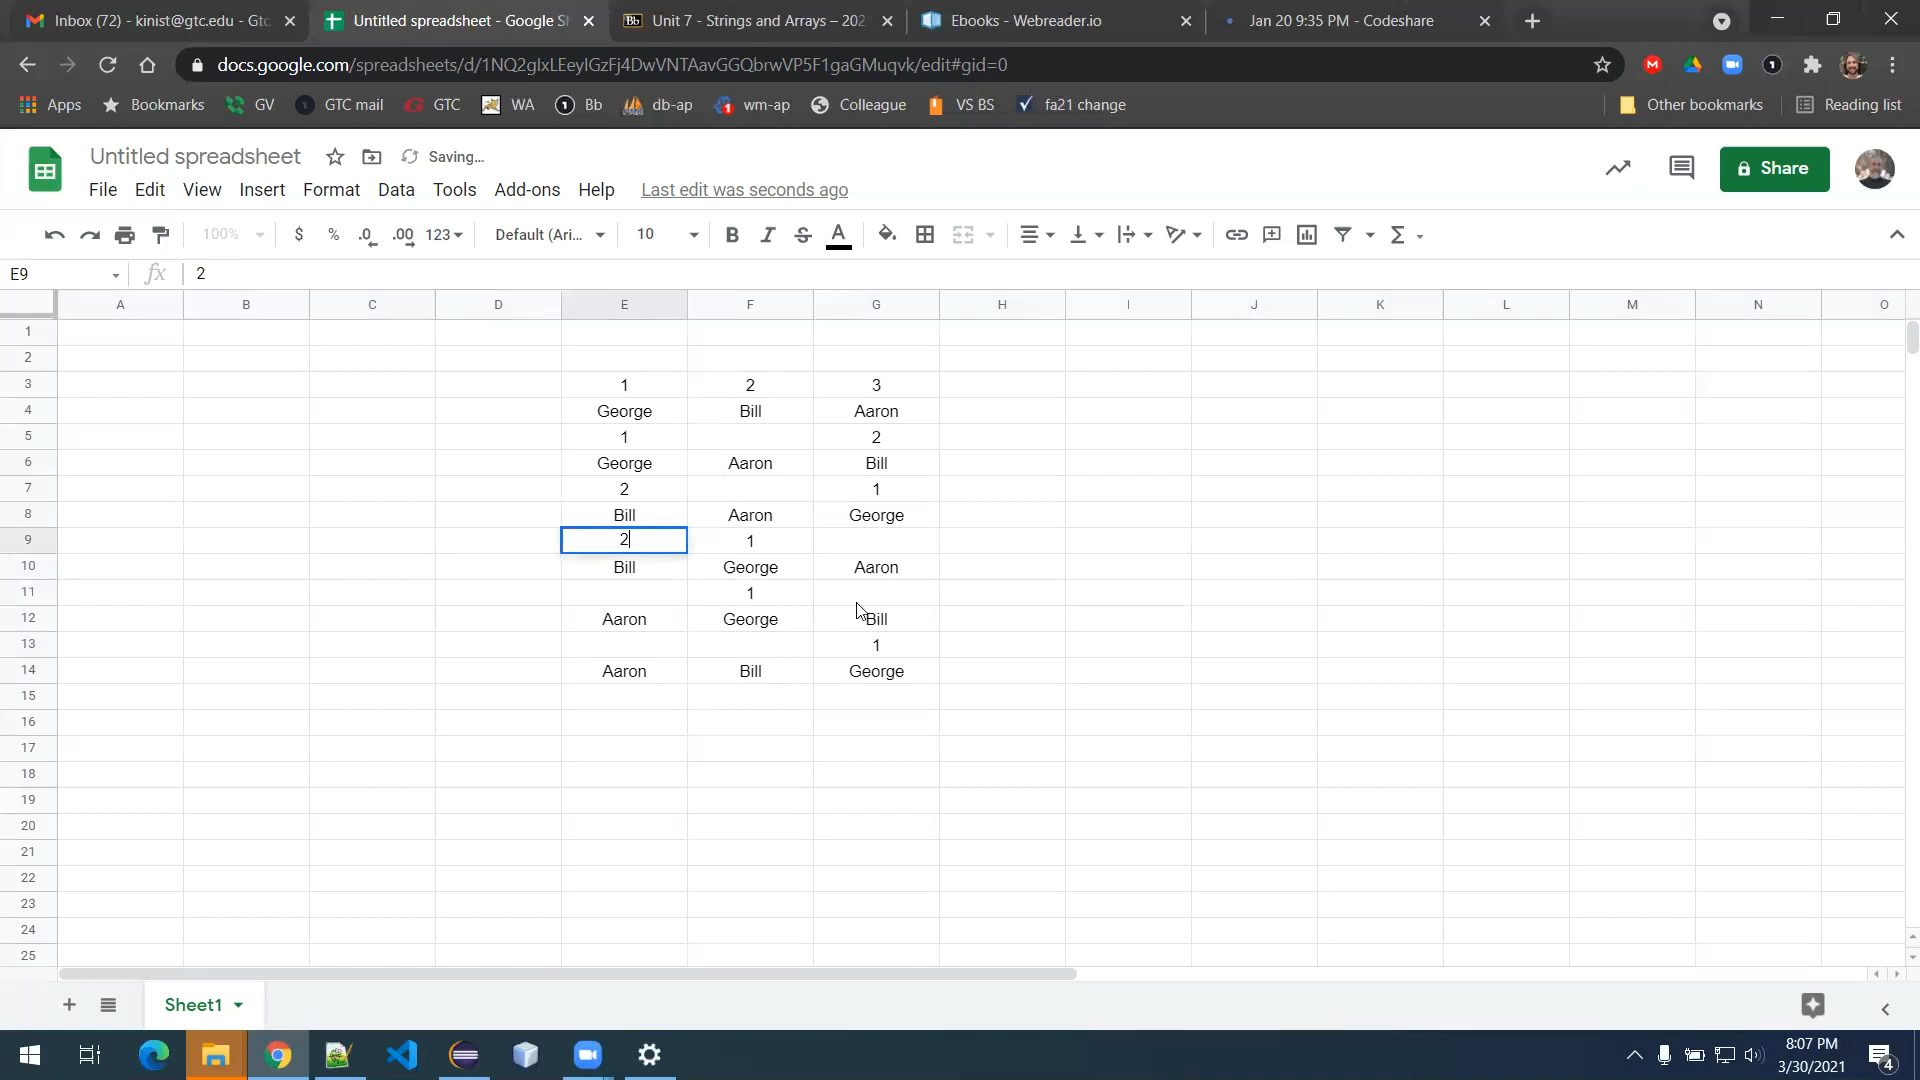 Inbox (72) - kinist@gtc.edu - Gtc.
Untitled spreadsheet - Google Sh
Unit 7 - Strings and Arrays – 202
Ebooks - Webreader.io
Jan 20 9:35 PM - Codeshare
docs.google.com/spreadsheets/d/1NQ2glxLEeyIGzFj4DwVNTAavGGQbrwVP5F1gaGMuqvk/edit#gid=0
Apps Bookmarks GV GTC mail GTC WA Bb db-ap wm-ap Colleague VS BS fa21 change Other bookmarks Reading list
Untitled spreadsheet Saving...
File Edit View Insert Format Data Tools Add-ons Help Last edit was seconds ago
Share
100% $ % .0 .00 123 Default (Ari... 10 B I S A
E9 fx 2
A B C D E F G H I J K L M N O
1
2
3 1 2 3
4 George Bill Aaron
5 1 2
6 George Aaron Bill
7 2 1
8 Bill Aaron George
9 2 1
10 Bill George Aaron
11 1
12 Aaron George Bill
13 1
14 Aaron Bill George
15
16
17
18
19
20
21
22
23
24
25
Sheet1
8:07 PM
3/30/2021
4